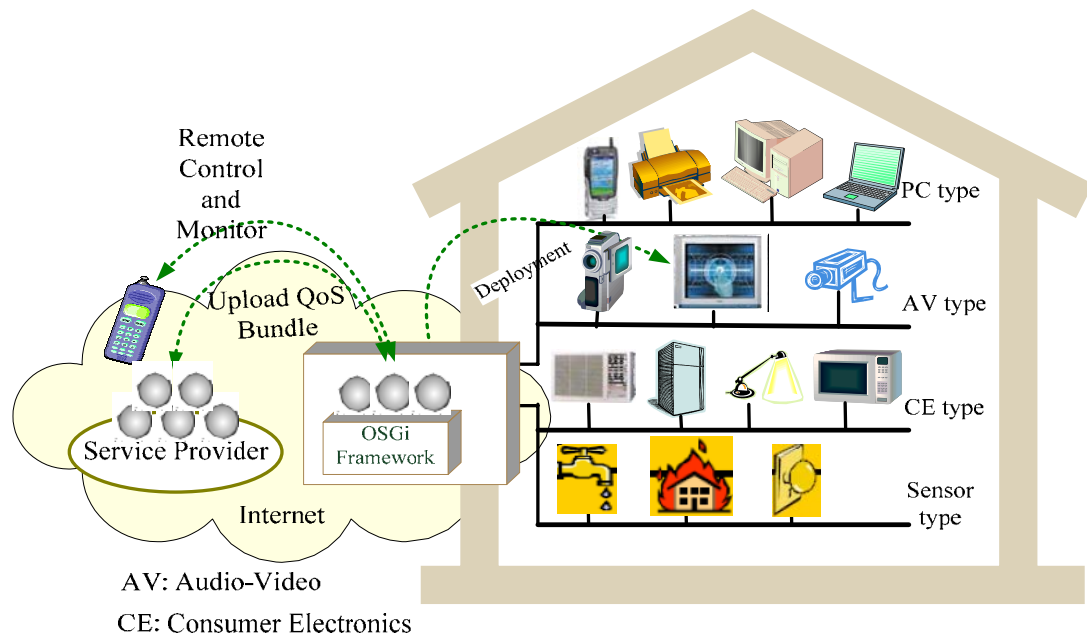 Remote
Control
and
Monitor
Upload QoS
Bundle
Deployment
PC type
AV type
CE type
Sensor
type
OSGi
Framework
Service Provider
Internet
AV: Audio-Video
CE: Consumer Electronics